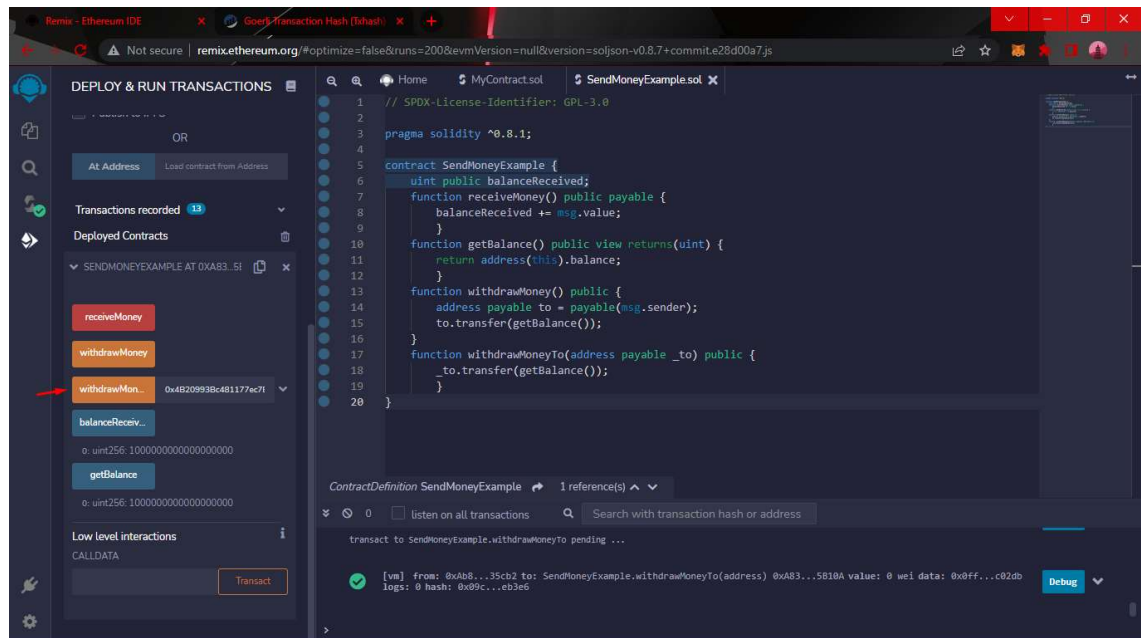 Remix - Ethereum IDE
Goerli Transaction Hash (Txhash)
Not secure | remix.ethereum.org/#optimize=false&runs=200&evmVersion=null&version=soljson-v0.8.7+commit.e28d00a7.js
DEPLOY & RUN TRANSACTIONS
OR
At Address
Load contract from Address
Transactions recorded 13
Deployed Contracts
SENDMONEYEXAMPLE AT 0XA83...5
receiveMoney
withdrawMoney
withdrawMon...
0x4B20993Bc481177ec7
balanceReceiv...
0: uint256: 1000000000000000000
getBalance
0: uint256: 1000000000000000000
Low level interactions
CALLDATA
Transact
Home
MyContract.sol
SendMoneyExample.sol
1 // SPDX-License-Identifier: GPL-3.0
2
3 pragma solidity ^0.8.1;
4
5 contract SendMoneyExample {
6 uint public balanceReceived;
7 function receiveMoney() public payable {
8 balanceReceived += msg.value;
9 }
10 function getBalance() public view returns(uint) {
11 return address(this).balance;
12 }
13 function withdrawMoney() public {
14 address payable to = payable(msg.sender);
15 to.transfer(getBalance());
16 }
17 function withdrawMoneyTo(address payable _to) public {
18 _to.transfer(getBalance());
19 }
20 }
ContractDefinition SendMoneyExample 1 reference(s)
0 listen on all transactions Search with transaction hash or address
transact to SendMoneyExample.withdrawMoneyTo pending ...
[vm] from: 0xAb8...35cb2 to: SendMoneyExample.withdrawMoneyTo(address) 0xA83...5810A value: 0 wei data: 0x0ff...c02db
logs: 0 hash: 0x09c...eb3e6
Debug
>